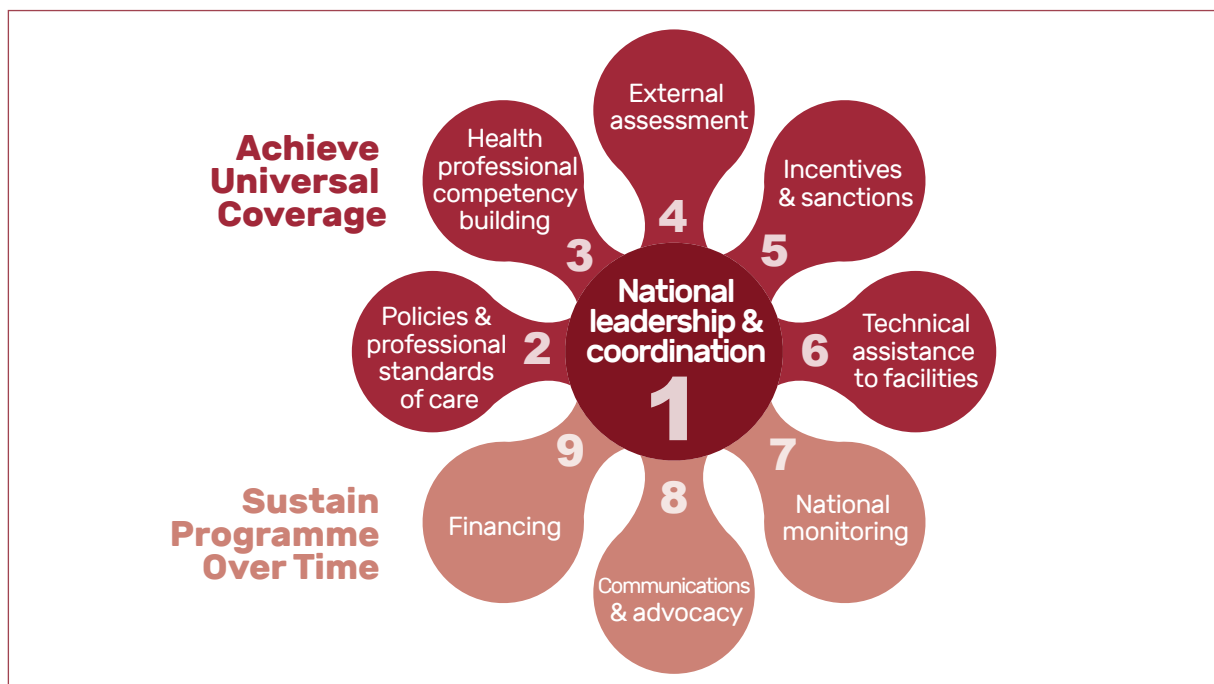 Achieve
Universal
Coverage
National
leadership &
coordination
1
Policies &
professional
standards
of care
2
Health
professional
competency
building
3
External
assessment
4
Incentives
& sanctions
5
Technical
assistance
to facilities
6
Sustain
Programme
Over Time
National
monitoring
7
Communications
& advocacy
8
Financing
9